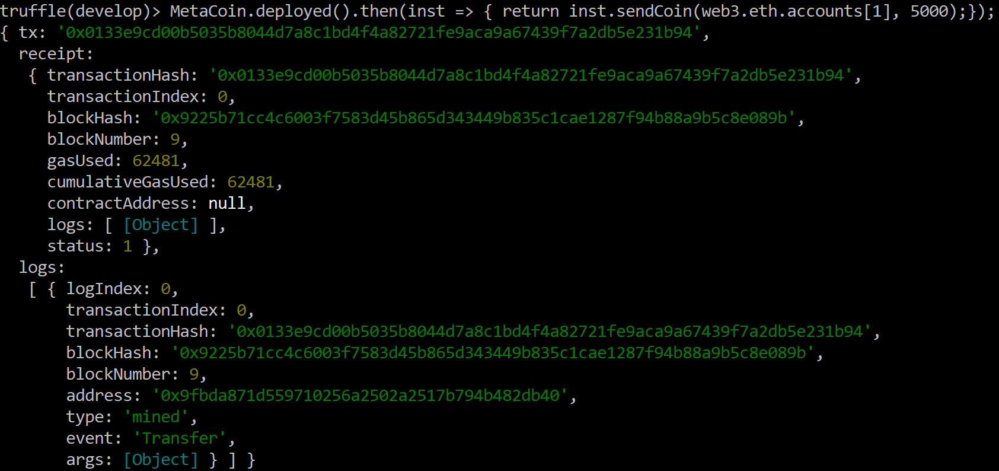 truffle(develop)> MetaCoin.deployed().then(inst => { return inst.sendCoin(web3.eth.accounts[1], 5000);});
{ tx: '0x0133e9cd00b5035b8044d7a8c1bd4f4a82721fe9aca9a67439f7a2db5e231b94',
  receipt:
   { transactionHash: '0x0133e9cd00b5035b8044d7a8c1bd4f4a82721fe9aca9a67439f7a2db5e231b94',
     transactionIndex: 0,
     blockHash: '0x9225b71cc4c6003f7583d45b865d343449b835c1cae1287f94b88a9b5c8e089b',
     blockNumber: 9,
     gasUsed: 62481,
     cumulativeGasUsed: 62481,
     contractAddress: null,
     logs: [ [Object] ],
     status: 1 },
  logs:
   [ { logIndex: 0,
       transactionIndex: 0,
       transactionHash: '0x0133e9cd00b5035b8044d7a8c1bd4f4a82721fe9aca9a67439f7a2db5e231b94',
       blockHash: '0x9225b71cc4c6003f7583d45b865d343449b835c1cae1287f94b88a9b5c8e089b',
       blockNumber: 9,
       address: '0x9fbda871d559710256a2502a2517b794b482db40',
       type: 'mined',
       event: 'Transfer',
       args: [Object] } ] }